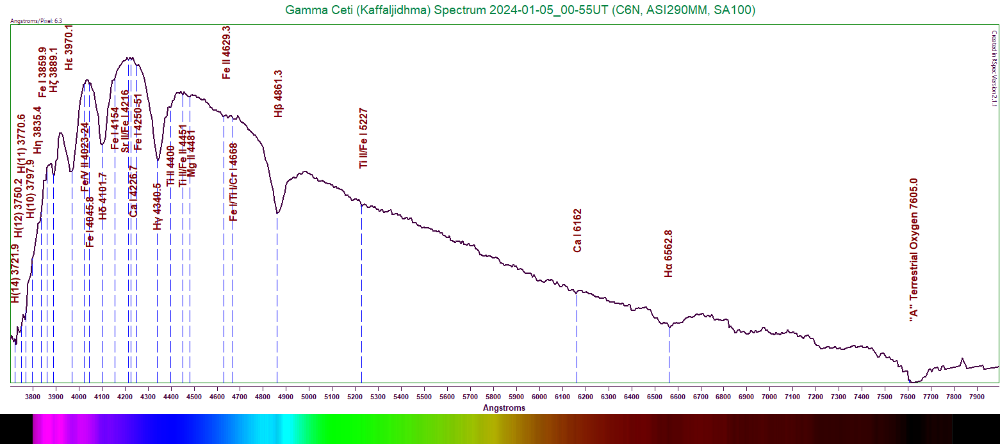 Gamma Ceti (Kaffaljidhma) Spectrum 2024-01-05_00-55UT (C6N, ASI290MM, SA100)
Angstroms/Pixel: 6.3
Created in RSpec Version 2.1.1
H(14) 3721.9
H(12) 3750.2
H(11) 3770.6
H(10) 3797.9
Hη 3835.4
Fe I 3859.9
Hζ 3889.1
Hε 3970.1
Fe/V II 4023-24
Fe I 4045.8
Hδ 4101.7
Fe I 4154
Sr II/Fe I 4216
Ca I 4226.7
Fe I 4250-51
Hγ 4340.5
Ti II 4400
Ti II/Fe II 4451
Mg II 4481
Fe II 4629.3
Fe I/Ti I/Cr I 4668
Hβ 4861.3
Ti II/Fe I 5227
Ca I 6162
Hα 6562.8
"A" Terrestrial Oxygen 7605.0
3800 3900 4000 4100 4200 4300 4400 4500 4600 4700 4800 4900 5000 5100 5200 5300 5400 5500 5600 5700 5800 5900 6000 6100 6200 6300 6400 6500 6600 6700 6800 6900 7000 7100 7200 7300 7400 7500 7600 7700 7800 7900
Angstroms